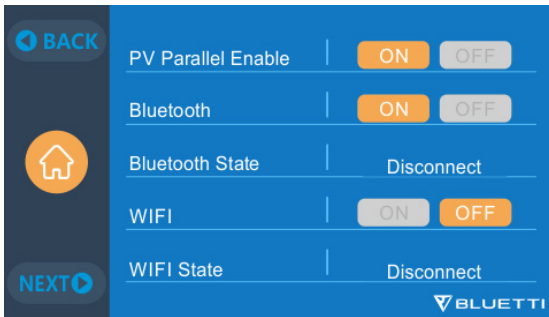 BACK
PV Parallel Enable ON OFF
Bluetooth ON OFF
Bluetooth State Disconnect
WIFI ON OFF
WIFI State Disconnect
NEXT
BLUETTI